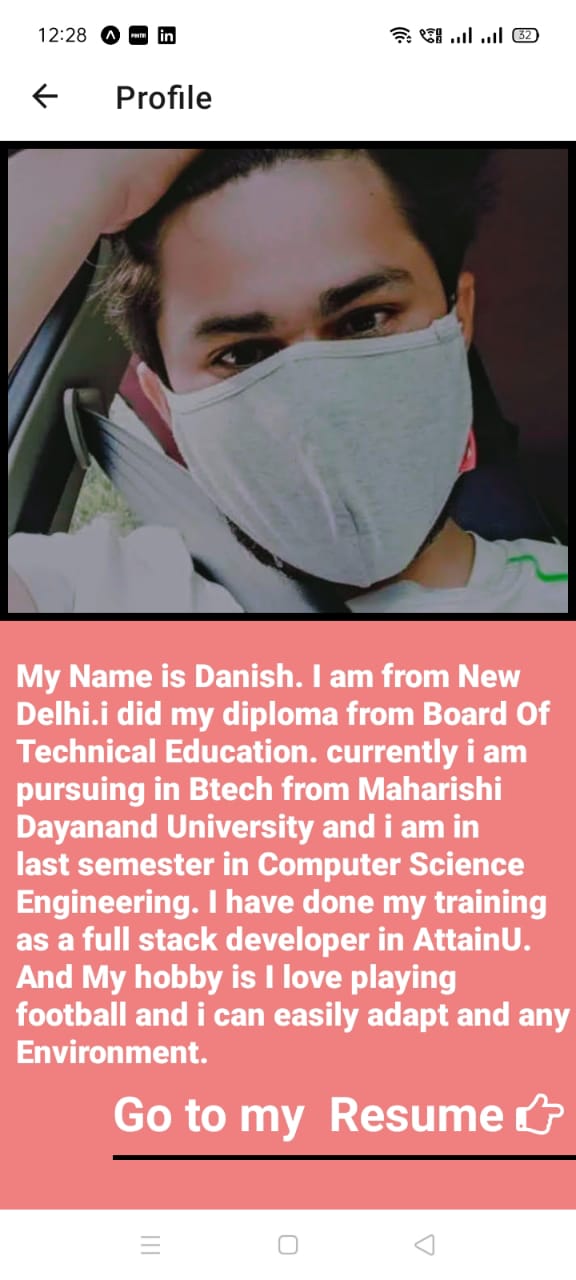 12:28
32
Profile
My Name is Danish. I am from New
Delhi.i did my diploma from Board Of
Technical Education. currently i am
pursuing in Btech from Maharishi
Dayanand University and i am in
last semester in Computer Science
Engineering. I have done my training
as a full stack developer in AttainU.
And My hobby is I love playing
football and i can easily adapt and any
Environment.
Go to my  Resume